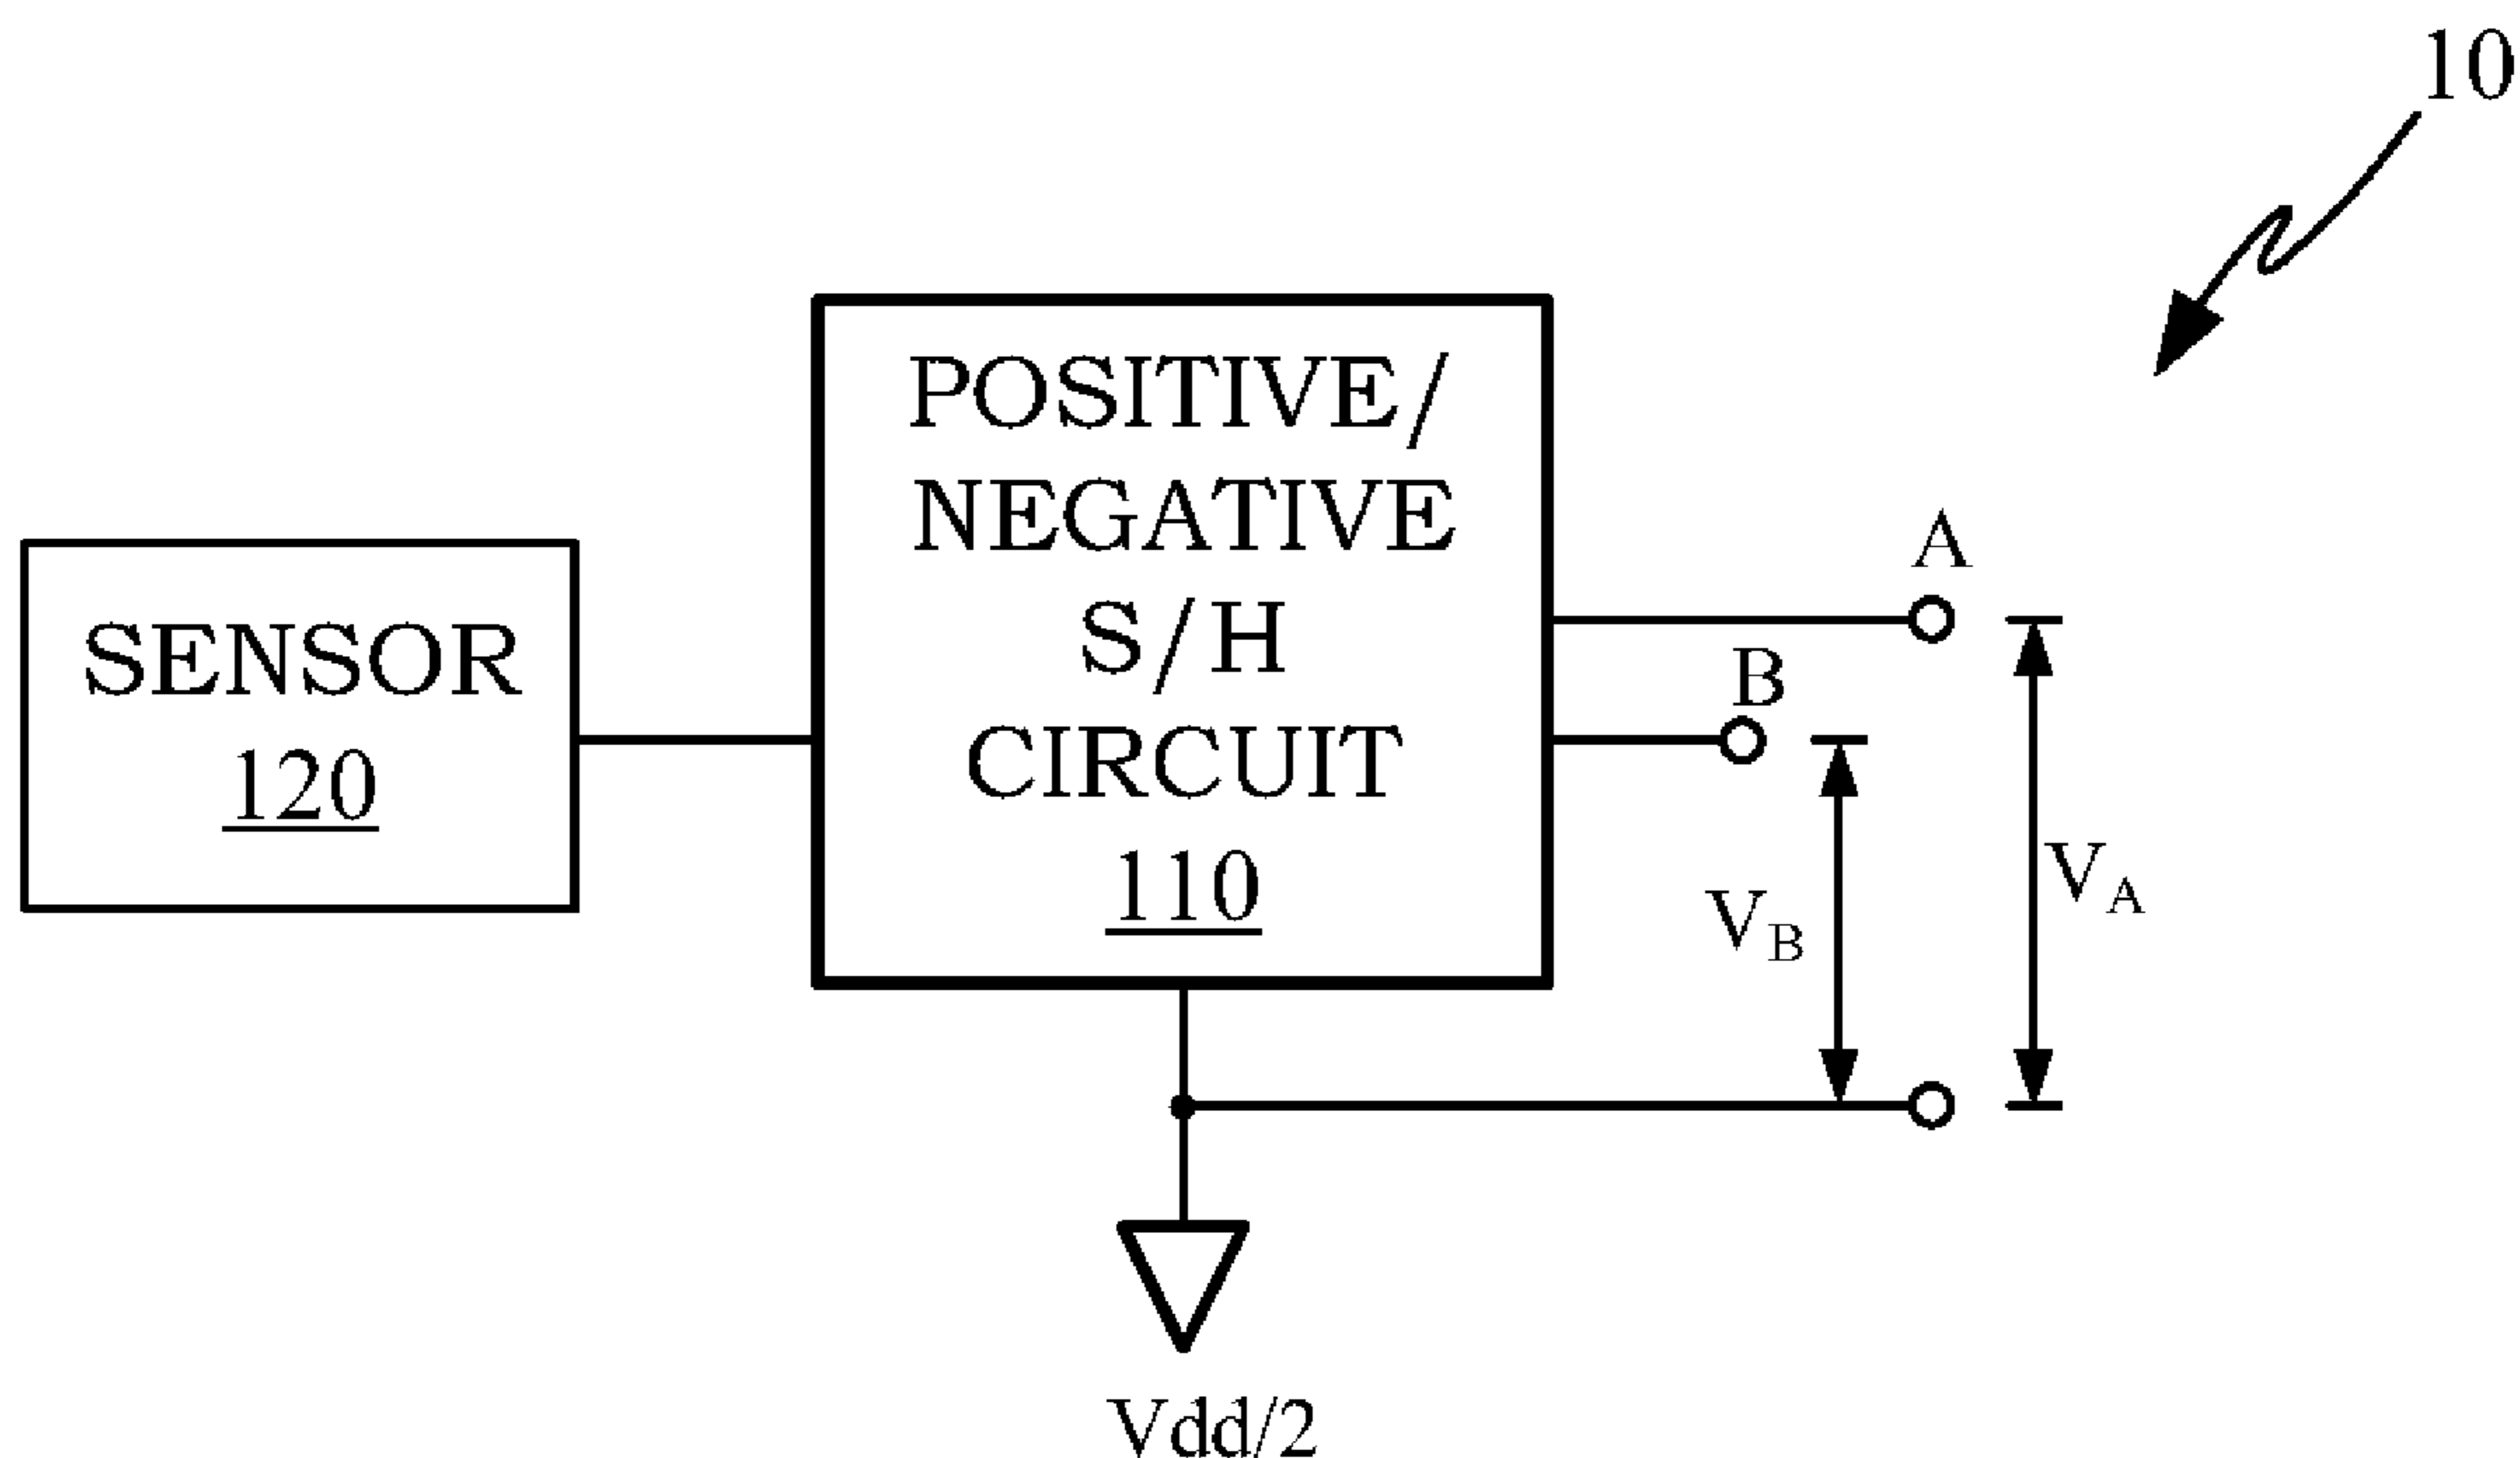 10
POSITIVE/
NEGATIVE
S/H
CIRCUIT
110
SENSOR
120
A
B
VB
VA
Vdd/2